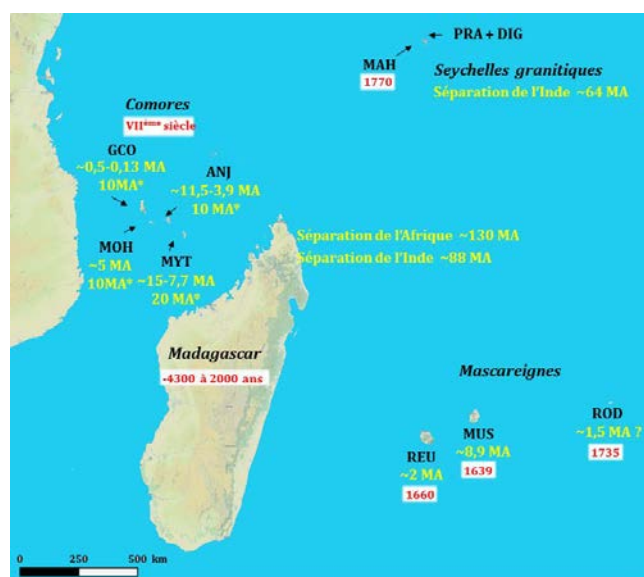 PRA + DIG
MAH
1770
Seychelles granitiques
Séparation de l'Inde ~64 MA
Comores
VIIème siècle
GCO
~0,5-0,13 MA
10MA*
ANJ
~11,5-3,9 MA
10 MA*
MOH
~5 MA
10MA*
MYT
~15-7,7 MA
20 MA*
Séparation de l'Afrique ~130 MA
Séparation de l'Inde ~88 MA
Madagascar
-4300 à 2000 ans
Mascareignes
REU
~2 MA
1660
MUS
~8,9 MA
1639
ROD
~1,5 MA ?
1735
0 250 500 km